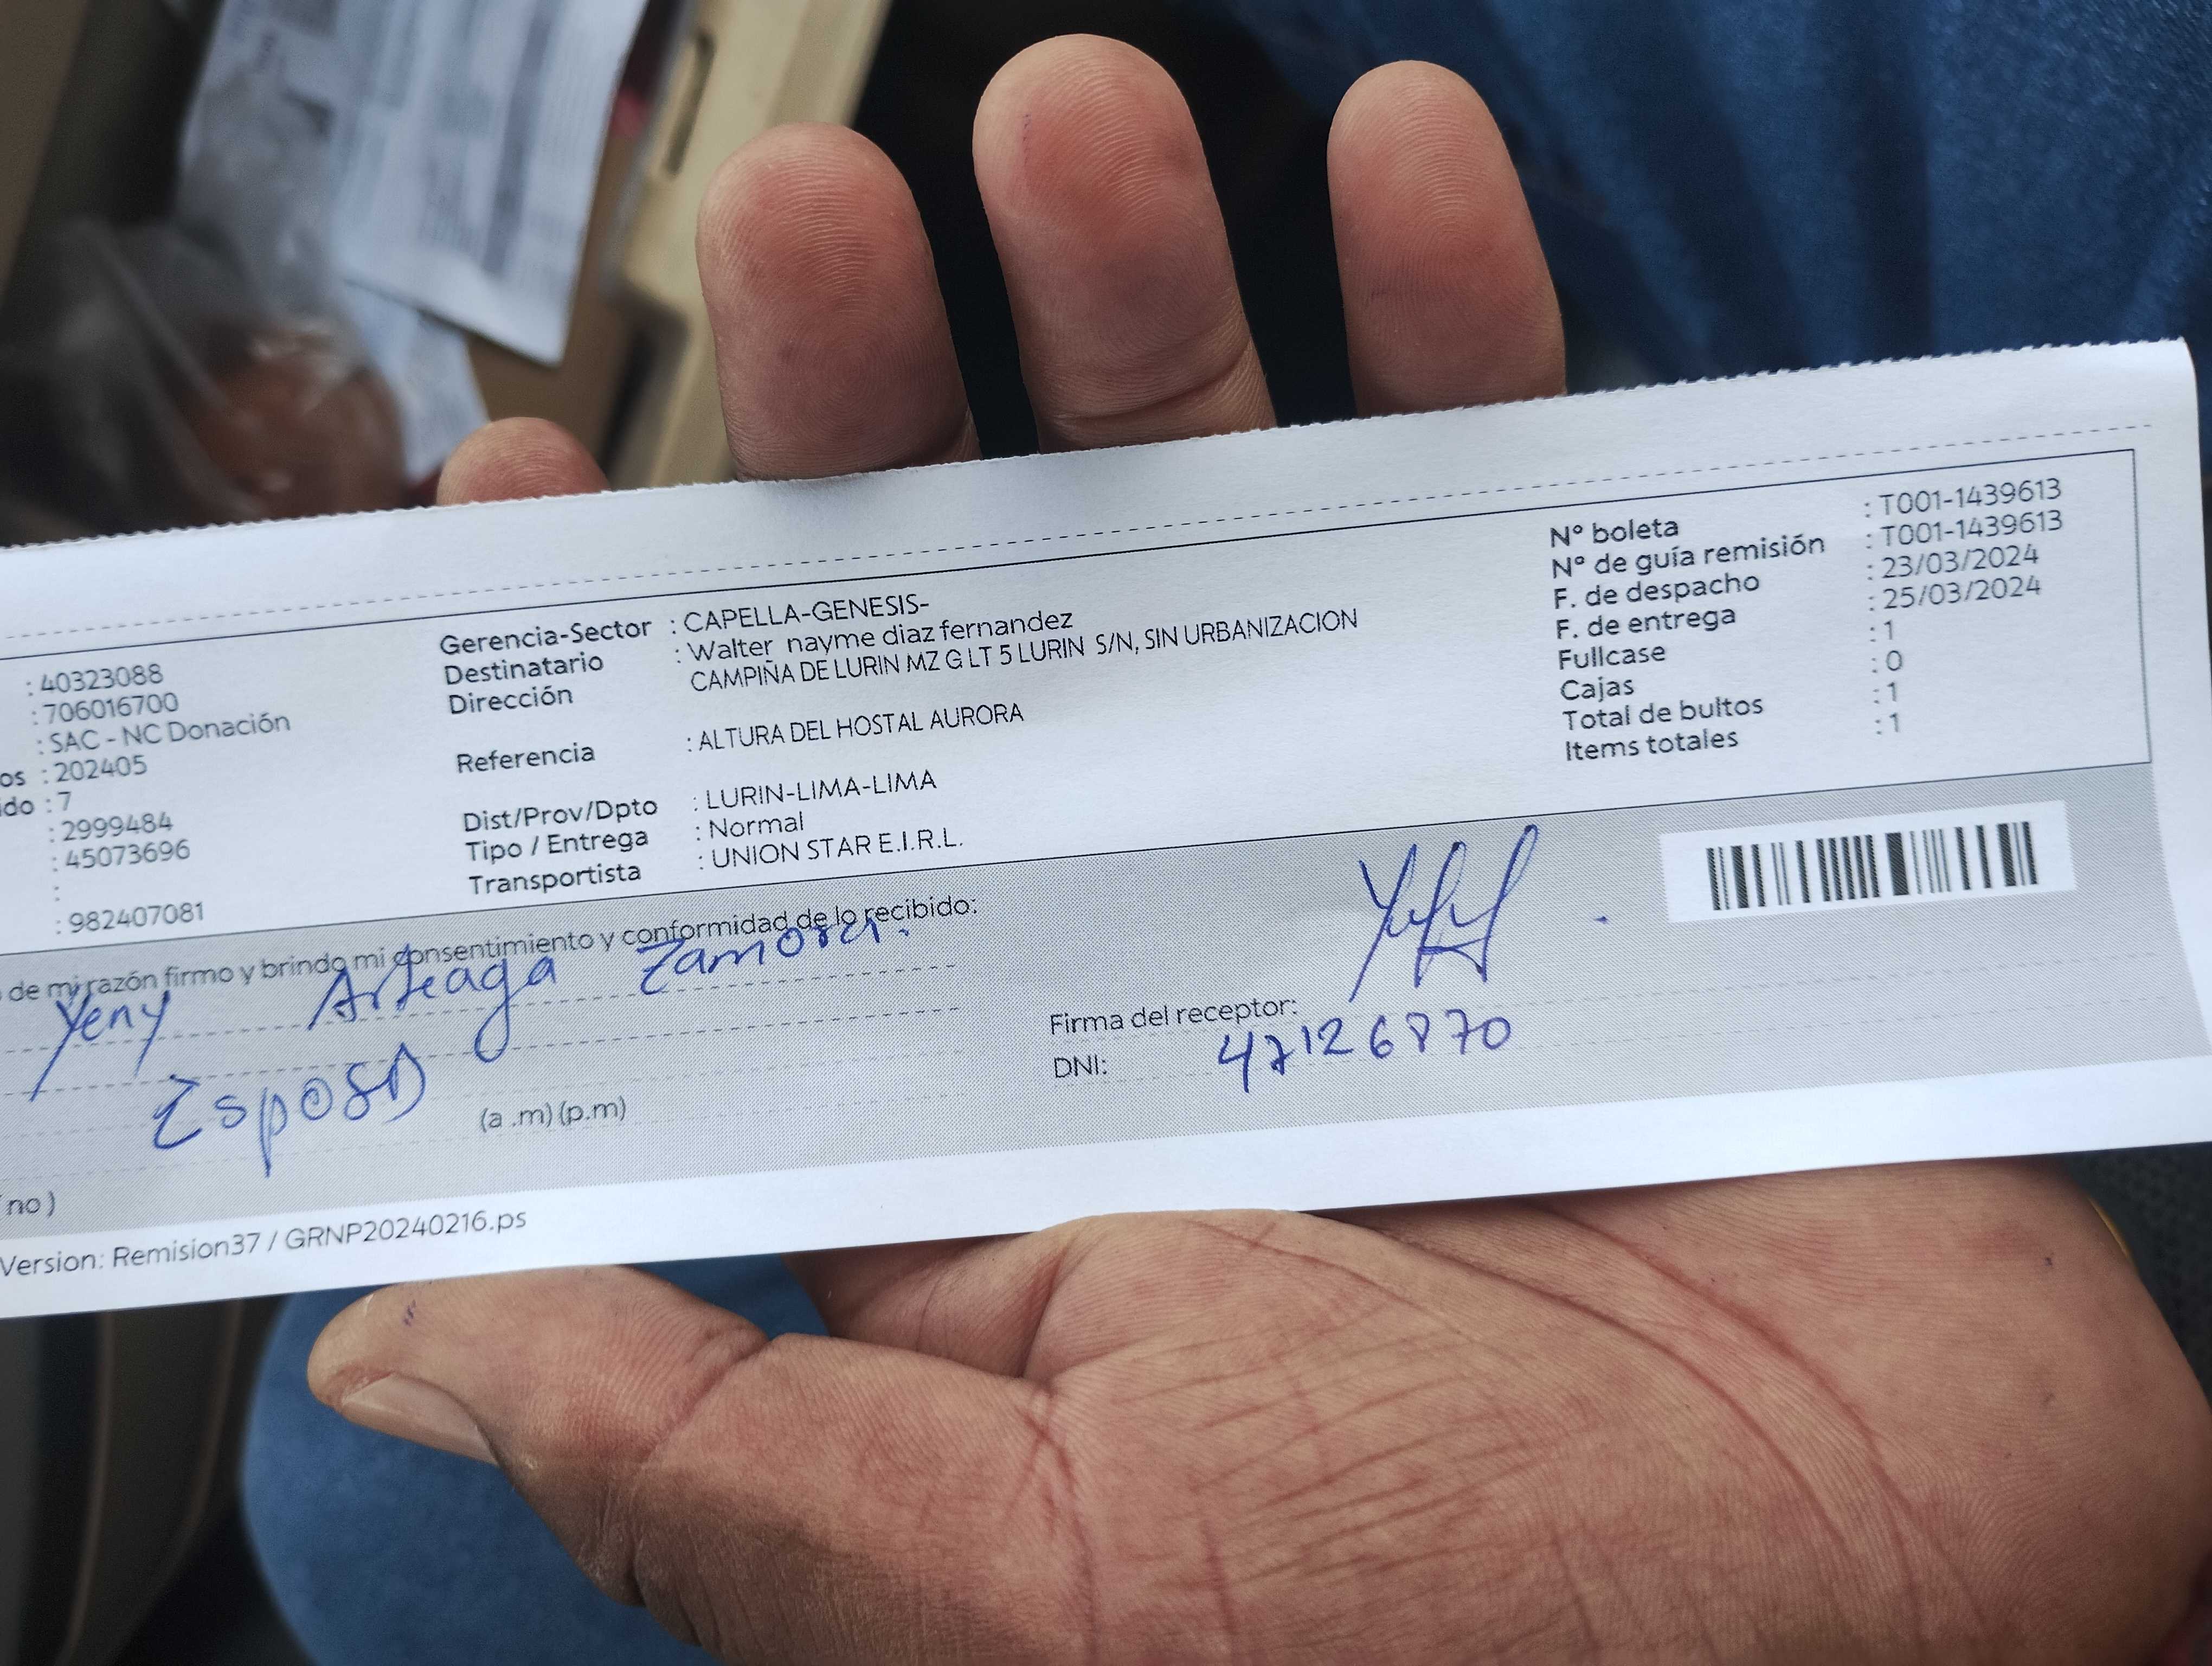 : 40323088
: 706016700
: SAC - NC Donación
os : 202405
ido : 7
: 2999484
: 45073696
:
: 982407081
Gerencia-Sector : CAPELLA-GENESIS-
Destinatario : Walter nayme diaz fernandez
Dirección CAMPIÑA DE LURIN MZ G LT 5 LURIN S/N, SIN URBANIZACION
Referencia : ALTURA DEL HOSTAL AURORA
Dist/Prov/Dpto : LURIN-LIMA-LIMA
Tipo / Entrega : Normal
Transportista : UNION STAR E.I.R.L.
N° boleta : T001-1439613
N° de guía remisión : T001-1439613
F. de despacho : 23/03/2024
F. de entrega : 25/03/2024
Fullcase : 1
Cajas : 0
Total de bultos : 1
Items totales : 1
de mi razón firmo y brindo mi consentimiento y conformidad de lo recibido:
Yeny Arteaga Zamora.
Esposa
(a .m) (p.m)
Firma del receptor:
DNI: 47126870
no )
Version: Remision37 / GRNP20240216.ps